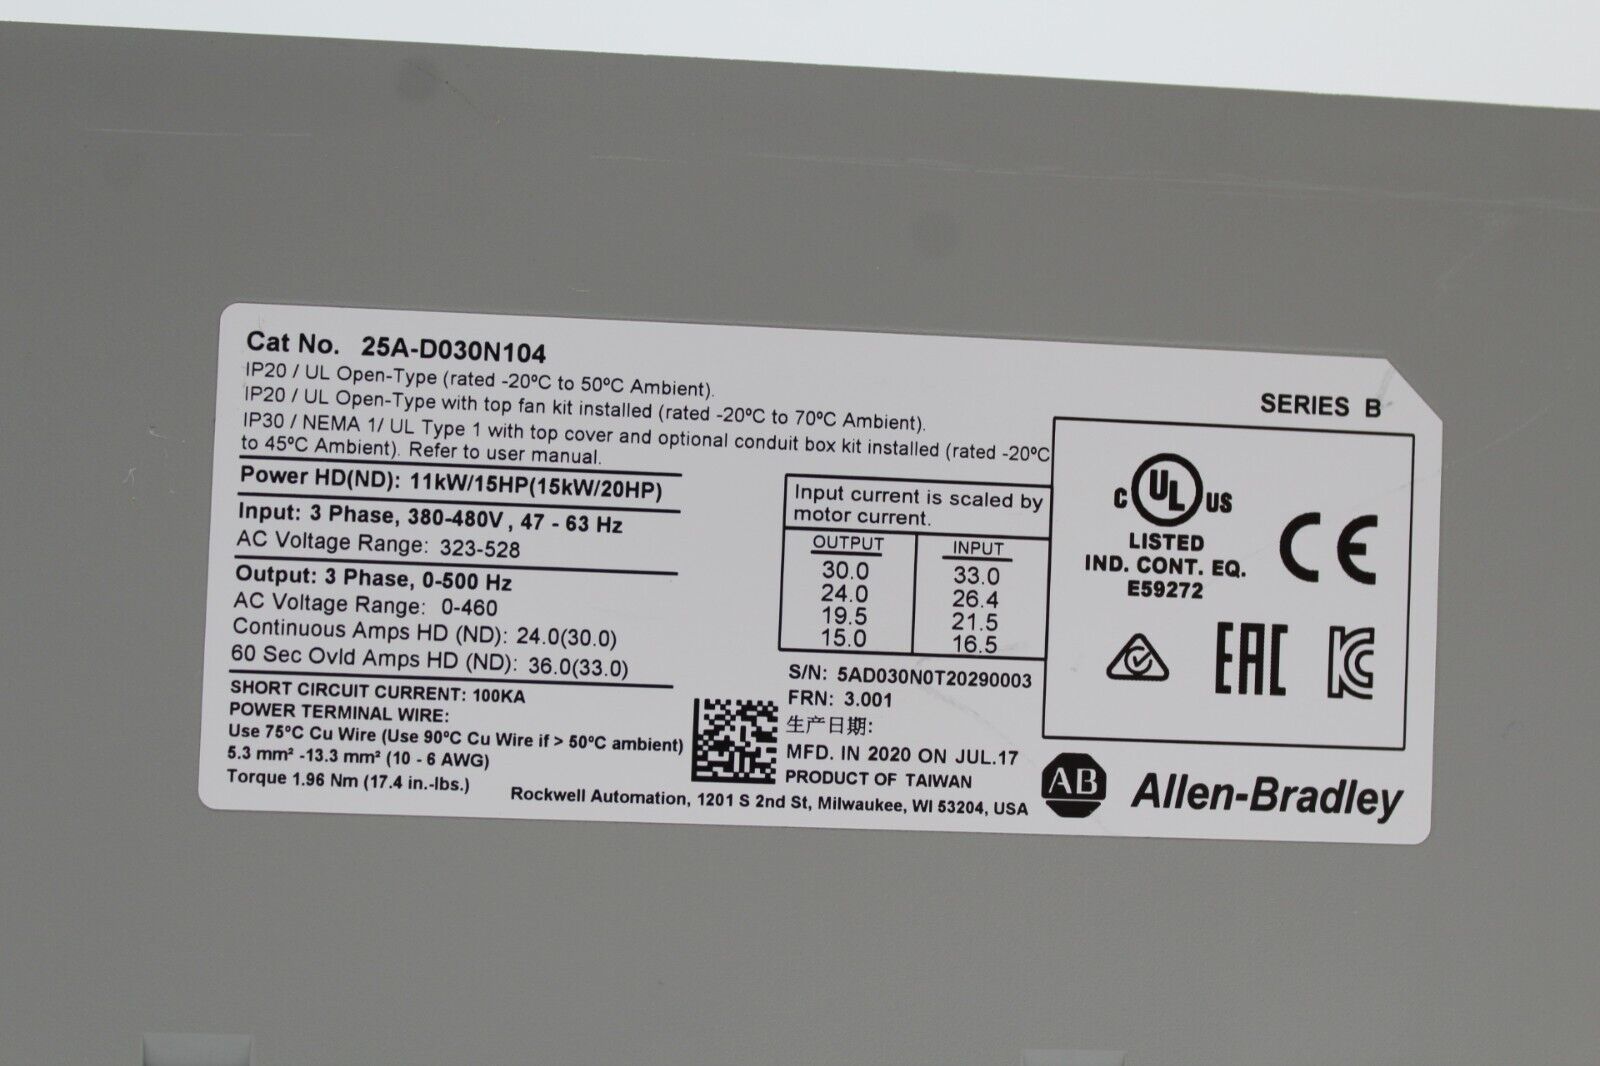 Cat No. 25A-D030N104
IP20 / UL Open-Type (rated -20ºC to 50ºC Ambient).
IP20 / UL Open-Type with top fan kit installed (rated -20ºC to 70ºC Ambient).
IP30 / NEMA 1/ UL Type 1 with top cover and optional conduit box kit installed (rated -20ºC
to 45ºC Ambient). Refer to user manual.
Power HD(ND): 11kW/15HP(15kW/20HP)
Input: 3 Phase, 380-480V , 47 - 63 Hz
AC Voltage Range: 323-528
Output: 3 Phase, 0-500 Hz
AC Voltage Range: 0-460
Continuous Amps HD (ND): 24.0(30.0)
60 Sec Ovld Amps HD (ND): 36.0(33.0)
SHORT CIRCUIT CURRENT: 100KA
POWER TERMINAL WIRE:
Use 75ºC Cu Wire (Use 90ºC Cu Wire if > 50ºC ambient)
5.3 mm² -13.3 mm² (10 - 6 AWG)
Torque 1.96 Nm (17.4 in.-lbs.)
Input current is scaled by
motor current.
OUTPUT INPUT
30.0 33.0
24.0 26.4
19.5 21.5
15.0 16.5
S/N: 5AD030N0T20290003
FRN: 3.001
生产日期:
MFD. IN 2020 ON JUL.17
PRODUCT OF TAIWAN
Rockwell Automation, 1201 S 2nd St, Milwaukee, WI 53204, USA
SERIES B
C UL US
LISTED
IND. CONT. EQ.
E59272
CE
EAC
KC
AB Allen-Bradley